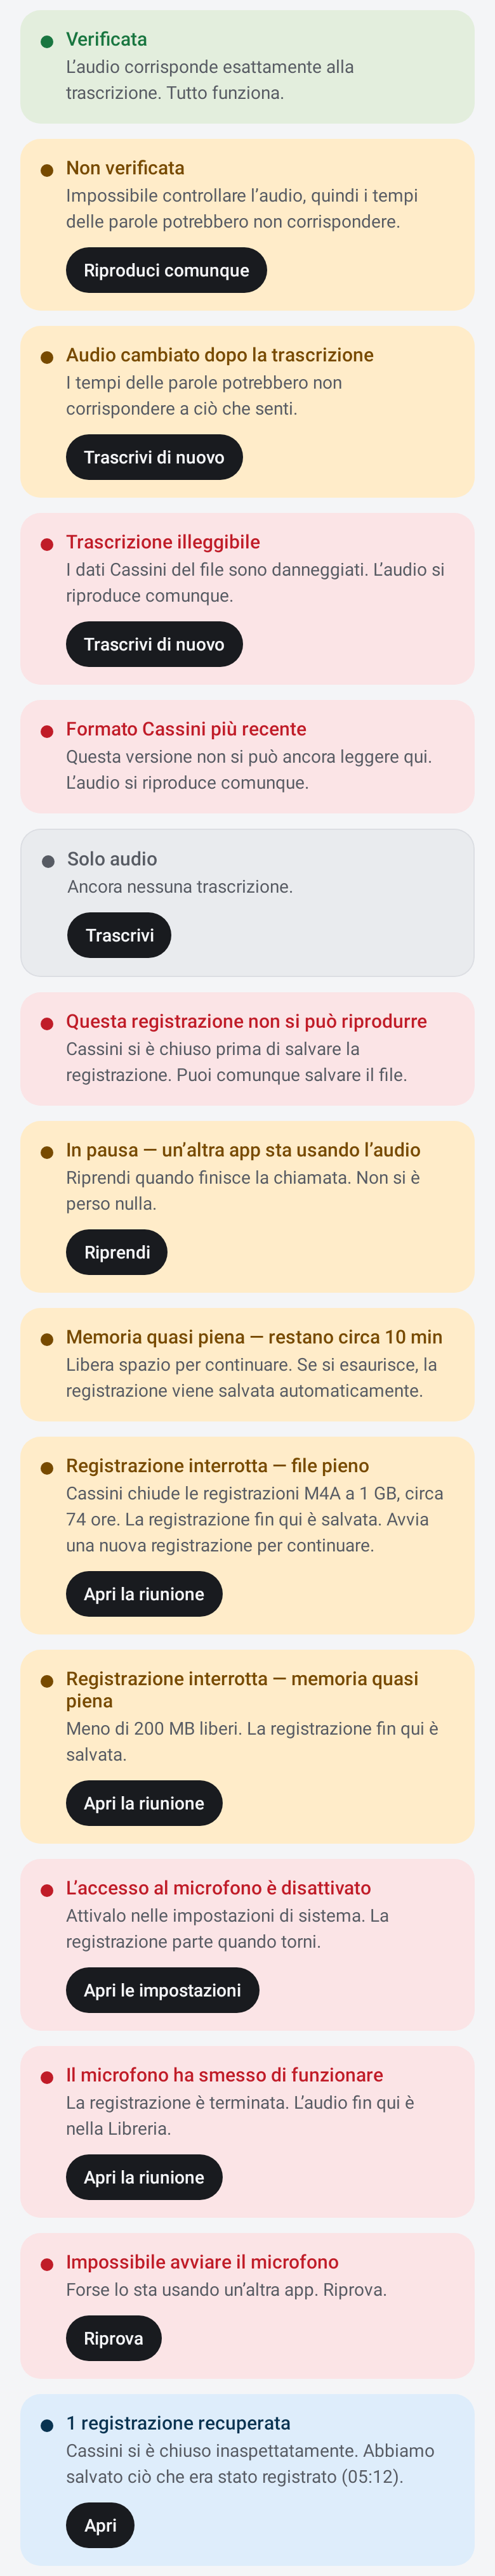 Verificata
L’audio corrisponde esattamente alla
trascrizione. Tutto funziona.
Non verificata
Impossibile controllare l’audio, quindi i tempi
delle parole potrebbero non corrispondere.
Riproduci comunque
Audio cambiato dopo la trascrizione
I tempi delle parole potrebbero non
corrispondere a ciò che senti.
Trascrivi di nuovo
Trascrizione illeggibile
I dati Cassini del file sono danneggiati. L’audio si
riproduce comunque.
Trascrivi di nuovo
Formato Cassini più recente
Questa versione non si può ancora leggere qui.
L’audio si riproduce comunque.
Solo audio
Ancora nessuna trascrizione.
Trascrivi
Questa registrazione non si può riprodurre
Cassini si è chiuso prima di salvare la
registrazione. Puoi comunque salvare il file.
In pausa — un’altra app sta usando l’audio
Riprendi quando finisce la chiamata. Non si è
perso nulla.
Riprendi
Memoria quasi piena — restano circa 10 min
Libera spazio per continuare. Se si esaurisce, la
registrazione viene salvata automaticamente.
Registrazione interrotta — file pieno
Cassini chiude le registrazioni M4A a 1 GB, circa
74 ore. La registrazione fin qui è salvata. Avvia
una nuova registrazione per continuare.
Apri la riunione
Registrazione interrotta — memoria quasi
piena
Meno di 200 MB liberi. La registrazione fin qui è
salvata.
Apri la riunione
L’accesso al microfono è disattivato
Attivalo nelle impostazioni di sistema. La
registrazione parte quando torni.
Apri le impostazioni
Il microfono ha smesso di funzionare
La registrazione è terminata. L’audio fin qui è
nella Libreria.
Apri la riunione
Impossibile avviare il microfono
Forse lo sta usando un’altra app. Riprova.
Riprova
1 registrazione recuperata
Cassini si è chiuso inaspettatamente. Abbiamo
salvato ciò che era stato registrato (05:12).
Apri